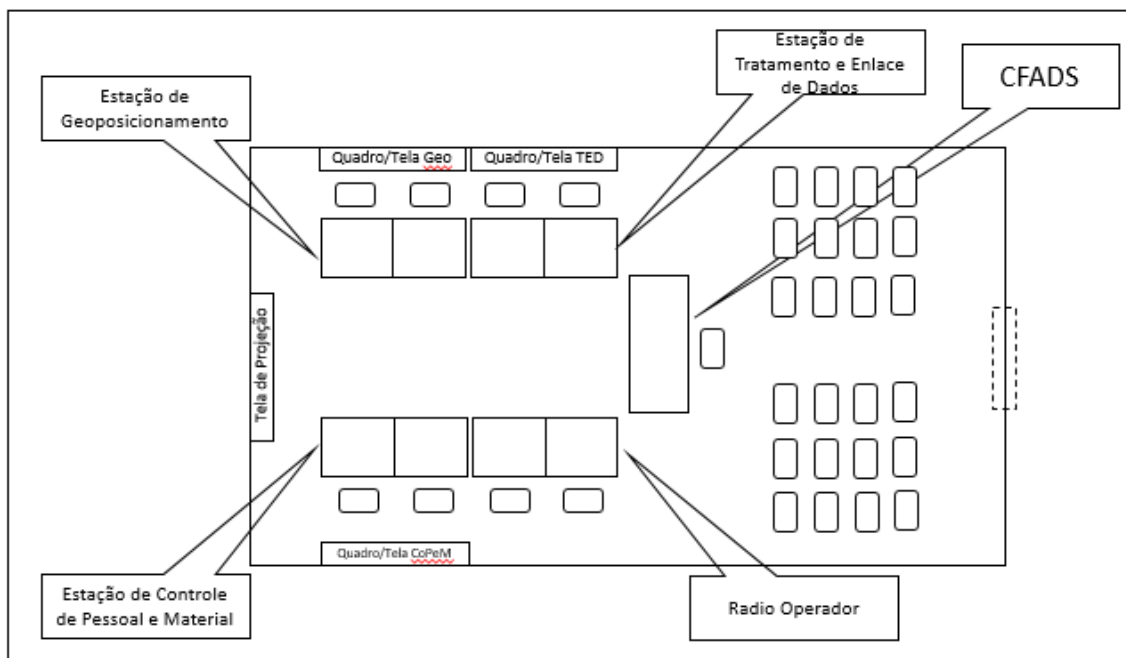 Estação de
Tratamento e Enlace
de Dados
CFADS
Estação de
Geoposicionamento
Quadro/Tela Geo
Quadro/Tela TED
Tela de Projeção
Quadro/Tela CoPeM
Estação de Controle
de Pessoal e Material
Radio Operador